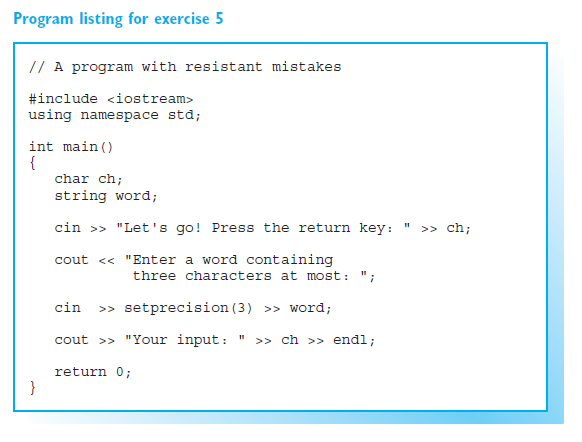 Program listing for exercise 5
// A program with resistant mistakes
#include <iostream>
using namespace std;
int main()
{
char ch;
string word;
cin >> "Let's go! Press the return key: " >> ch;
cout << "Enter a word containing
three characters at most: ";
cin  >> setprecision(3) >> word;
cout >> "Your input: " >> ch >> endl;
return 0;
}